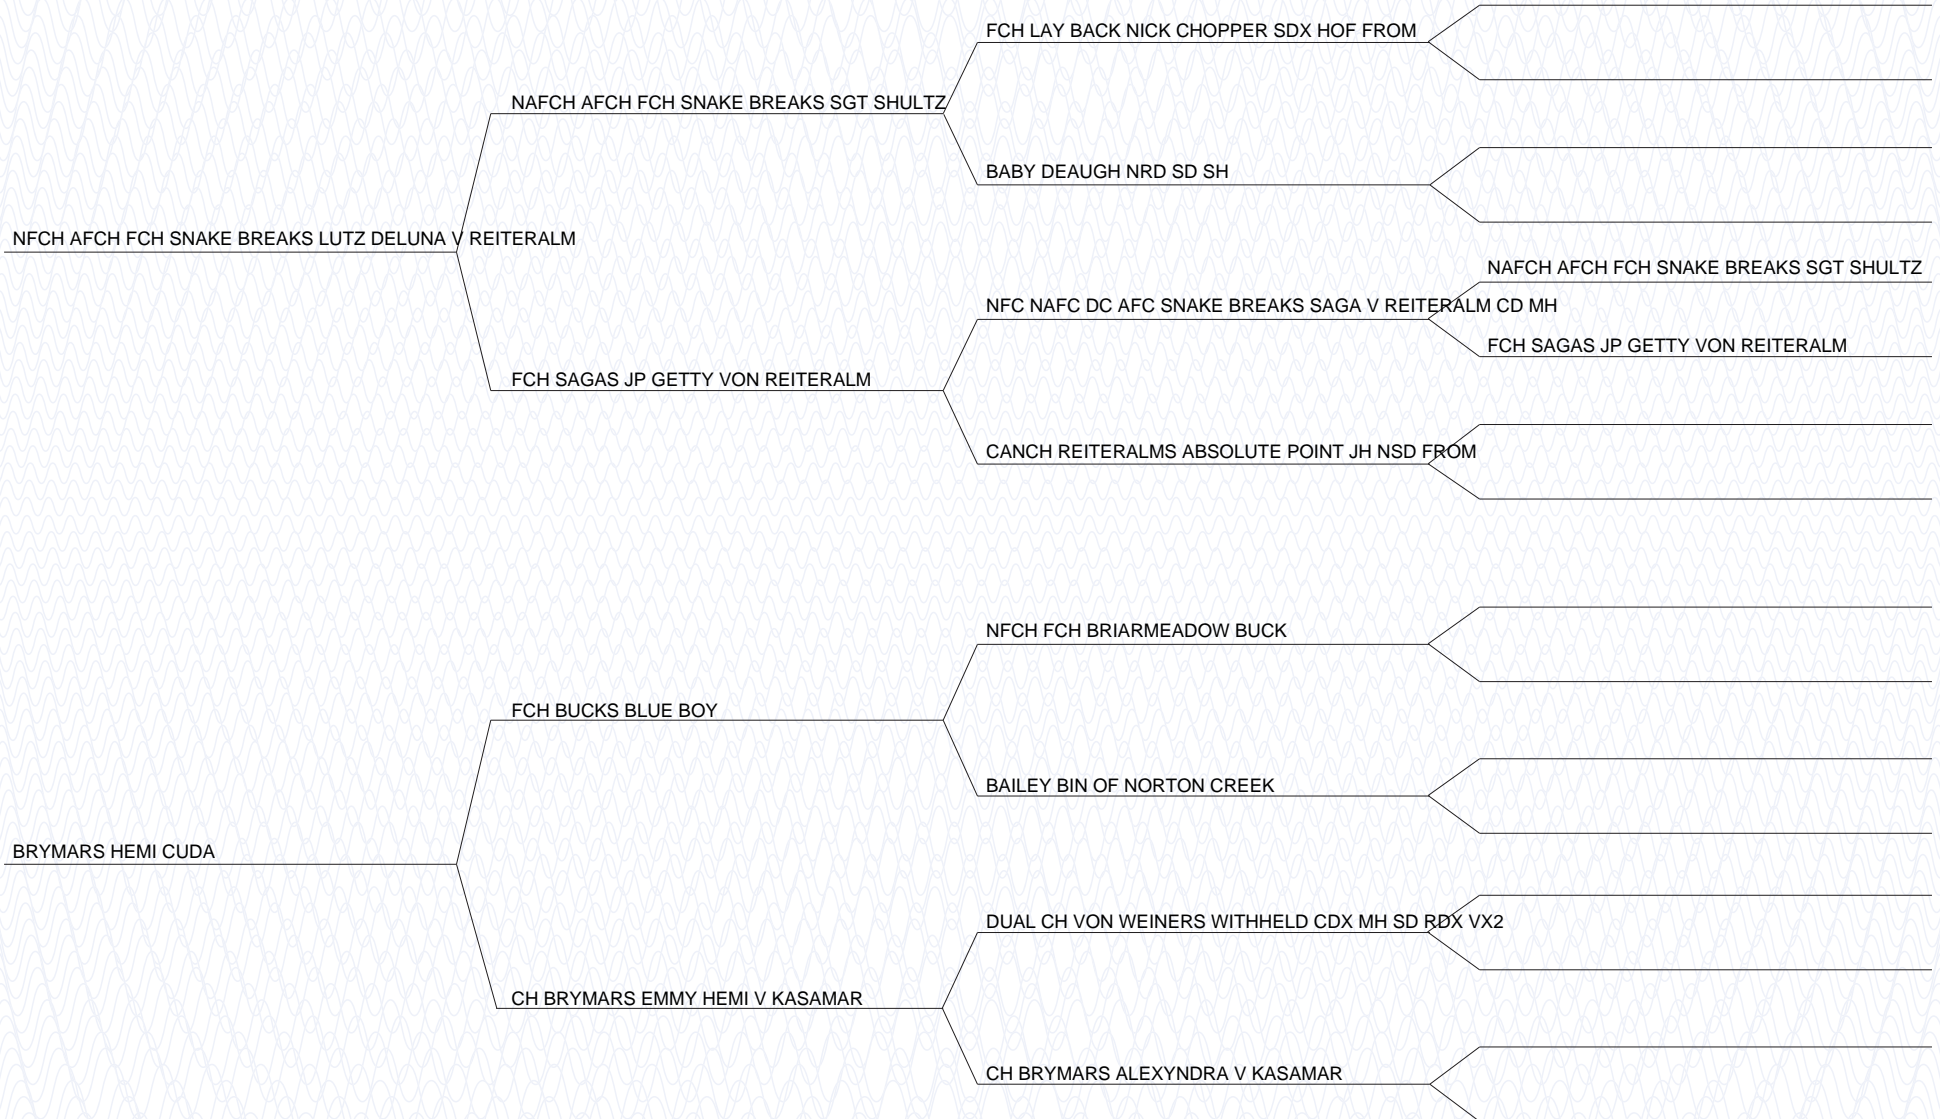 FCH LAY BACK NICK CHOPPER SDX HOF FROM
NAFCH AFCH FCH SNAKE BREAKS SGT SHULTZ
BABY DEAUGH NRD SD SH
NFCH AFCH FCH SNAKE BREAKS LUTZ DELUNA V REITERALM
NAFCH AFCH FCH SNAKE BREAKS SGT SHULTZ
NFC NAFC DC AFC SNAKE BREAKS SAGA V REITERALM CD MH
FCH SAGAS JP GETTY VON REITERALM
FCH SAGAS JP GETTY VON REITERALM
CANCH REITERALMS ABSOLUTE POINT JH NSD FROM
NFCH FCH BRIARMEADOW BUCK
FCH BUCKS BLUE BOY
BAILEY BIN OF NORTON CREEK
BRYMARS HEMI CUDA
DUAL CH VON WEINERS WITHHELD CDX MH SD RDX VX2
CH BRYMARS EMMY HEMI V KASAMAR
CH BRYMARS ALEXYNDRA V KASAMAR